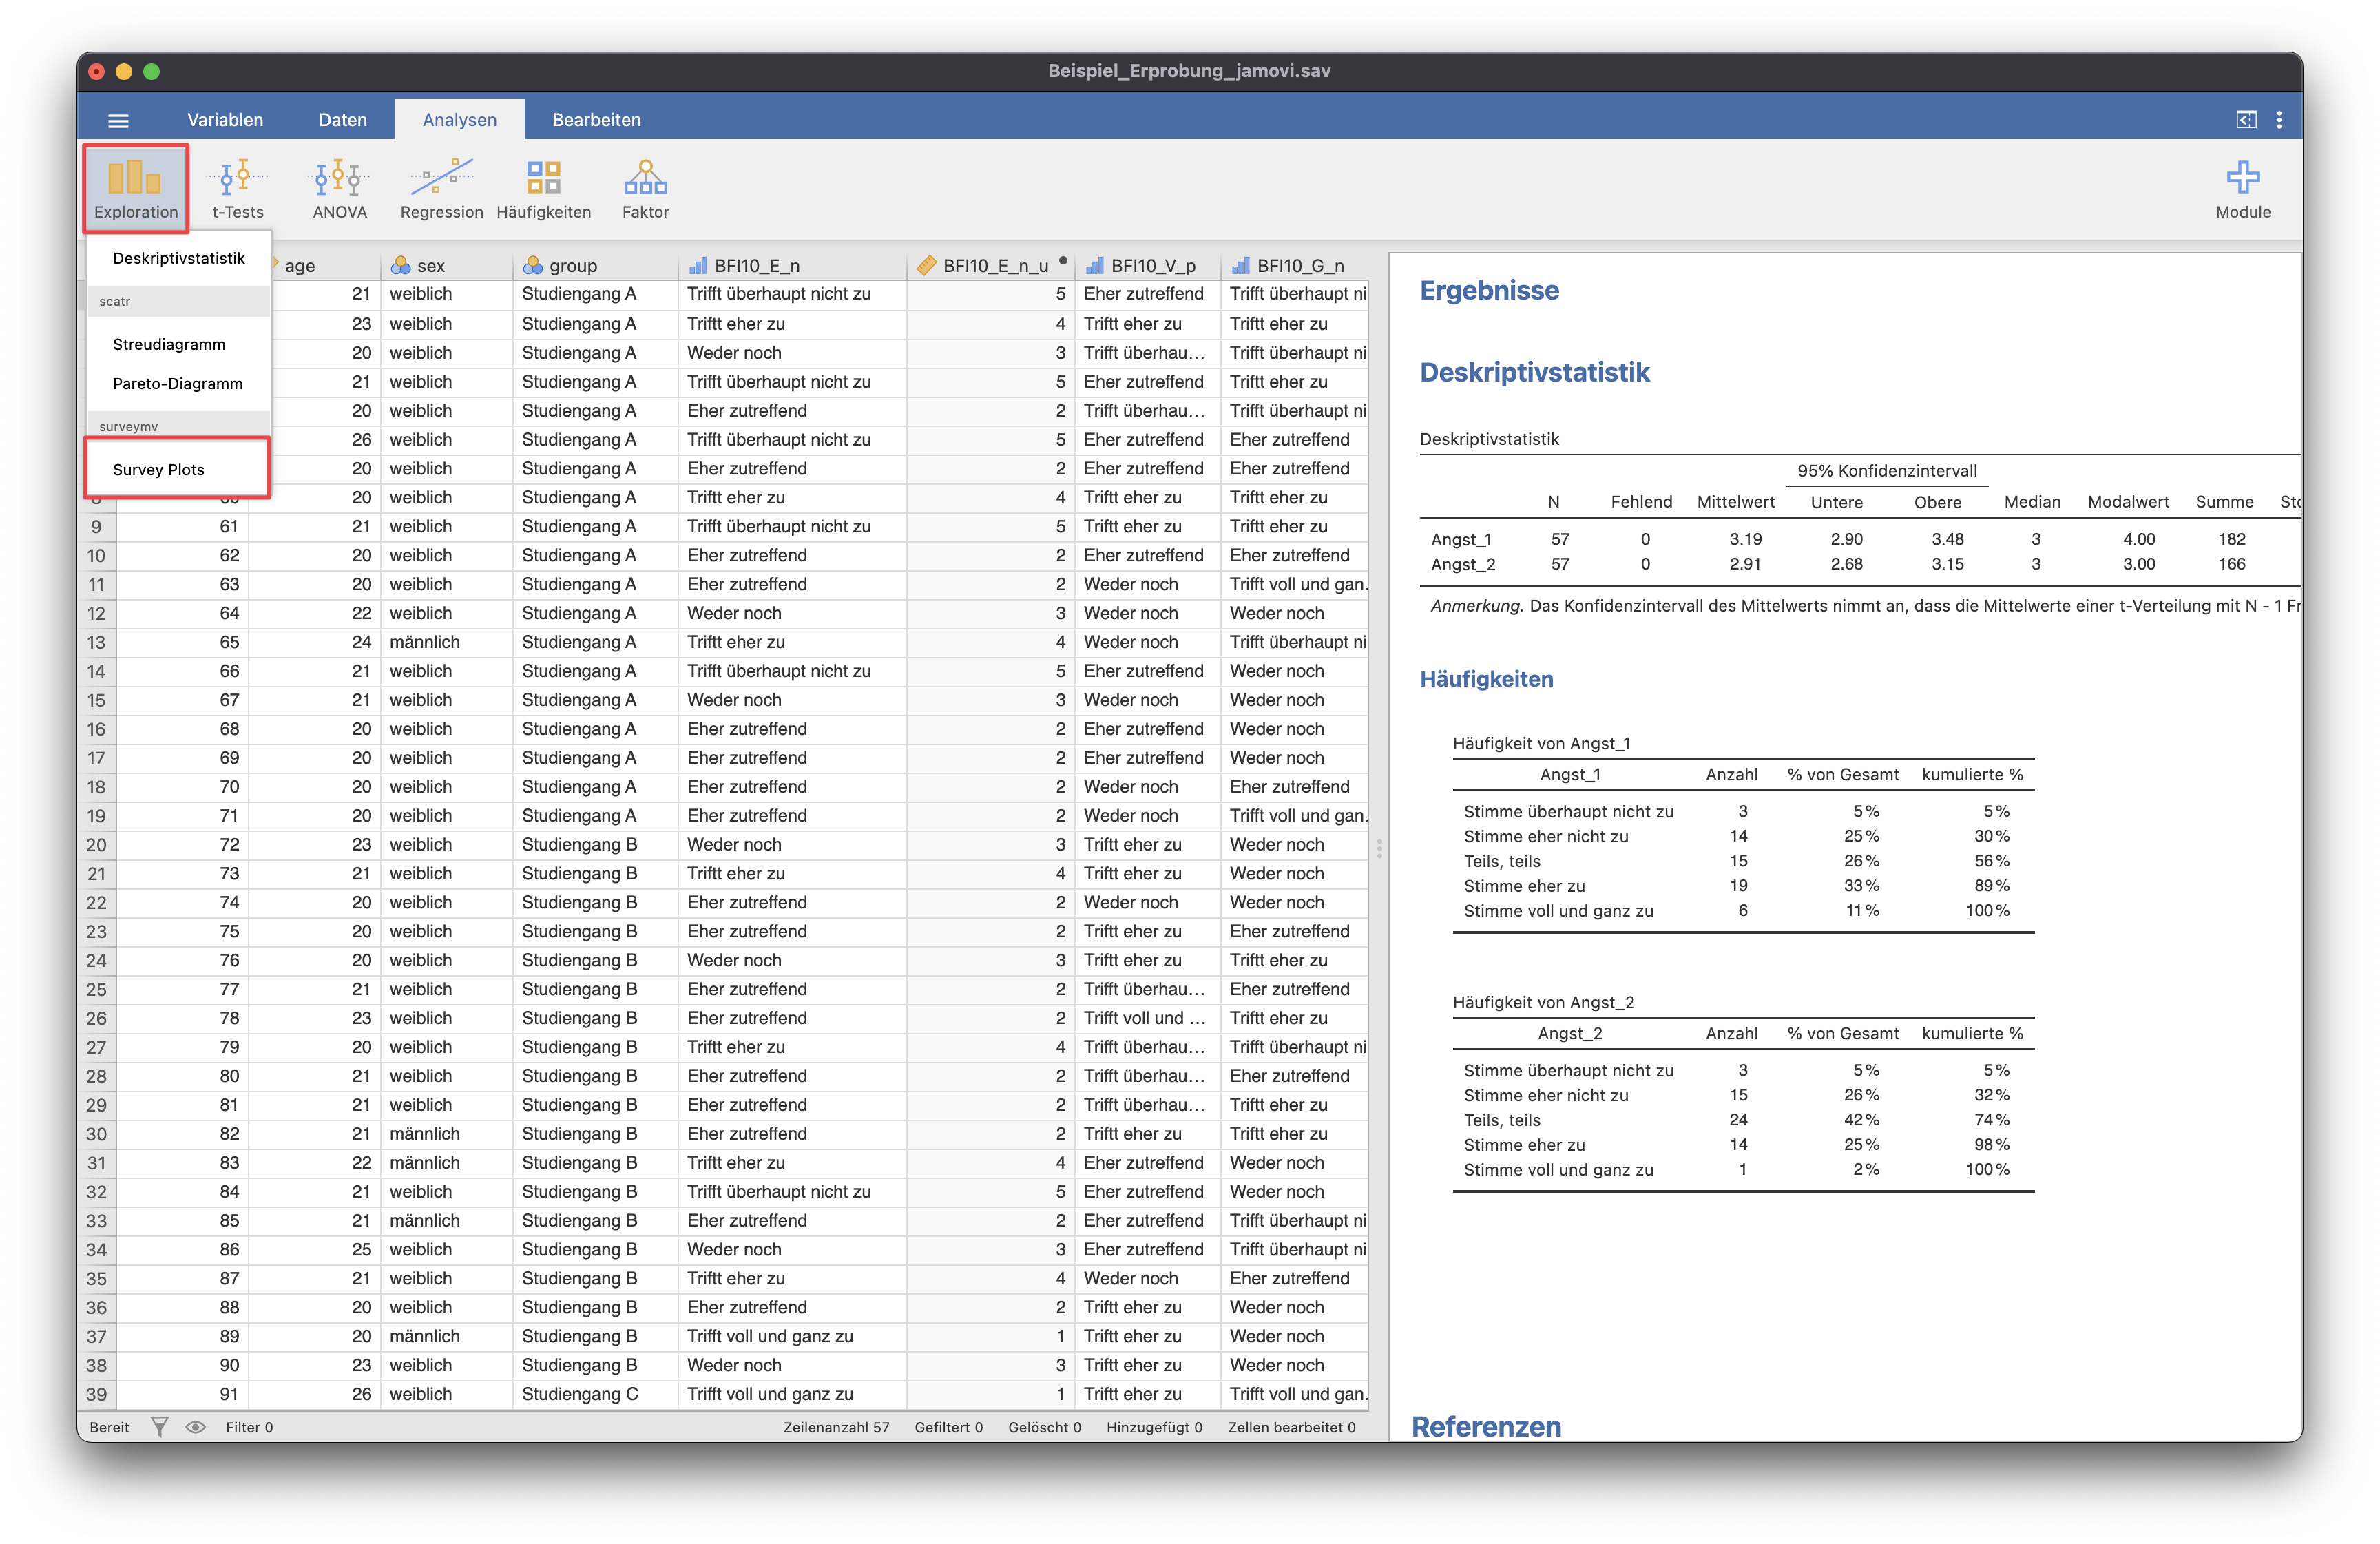 Beispiel_Erprobung_jamovi.sav
Variablen Daten Analysen Bearbeiten
Exploration t-Tests ANOVA Regression Häufigkeiten Faktor Module
Deskriptivstatistik
scatr
Streudiagramm
Pareto-Diagramm
surveymv
Survey Plots
age sex group BFI10_E_n BFI10_E_n_u BFI10_V_p BFI10_G_n
21 weiblich Studiengang A Trifft überhaupt nicht zu 5 Eher zutreffend Trifft überhaupt ni
23 weiblich Studiengang A Triftt eher zu 4 Triftt eher zu Triftt eher zu
20 weiblich Studiengang A Weder noch 3 Trifft überhau… Trifft überhaupt ni
21 weiblich Studiengang A Trifft überhaupt nicht zu 5 Eher zutreffend Triftt eher zu
20 weiblich Studiengang A Eher zutreffend 2 Trifft überhau… Trifft überhaupt ni
26 weiblich Studiengang A Trifft überhaupt nicht zu 5 Eher zutreffend Eher zutreffend
20 weiblich Studiengang A Eher zutreffend 2 Eher zutreffend Eher zutreffend
20 weiblich Studiengang A Triftt eher zu 4 Triftt eher zu Triftt eher zu
9 61 21 weiblich Studiengang A Trifft überhaupt nicht zu 5 Triftt eher zu Triftt eher zu
10 62 20 weiblich Studiengang A Eher zutreffend 2 Eher zutreffend Eher zutreffend
11 63 20 weiblich Studiengang A Eher zutreffend 2 Weder noch Trifft voll und gan.
12 64 22 weiblich Studiengang A Weder noch 3 Weder noch Weder noch
13 65 24 männlich Studiengang A Triftt eher zu 4 Weder noch Trifft überhaupt ni
14 66 21 weiblich Studiengang A Trifft überhaupt nicht zu 5 Eher zutreffend Weder noch
15 67 21 weiblich Studiengang A Weder noch 3 Weder noch Weder noch
16 68 20 weiblich Studiengang A Eher zutreffend 2 Eher zutreffend Weder noch
17 69 20 weiblich Studiengang A Eher zutreffend 2 Eher zutreffend Weder noch
18 70 20 weiblich Studiengang A Eher zutreffend 2 Weder noch Eher zutreffend
19 71 20 weiblich Studiengang A Eher zutreffend 2 Weder noch Trifft voll und gan.
20 72 23 weiblich Studiengang B Weder noch 3 Triftt eher zu Weder noch
21 73 21 weiblich Studiengang B Triftt eher zu 4 Triftt eher zu Weder noch
22 74 20 weiblich Studiengang B Eher zutreffend 2 Weder noch Weder noch
23 75 20 weiblich Studiengang B Eher zutreffend 2 Triftt eher zu Eher zutreffend
24 76 20 weiblich Studiengang B Weder noch 3 Triftt eher zu Triftt eher zu
25 77 21 weiblich Studiengang B Eher zutreffend 2 Trifft überhau… Eher zutreffend
26 78 23 weiblich Studiengang B Eher zutreffend 2 Trifft voll und … Triftt eher zu
27 79 20 weiblich Studiengang B Triftt eher zu 4 Trifft überhau… Trifft überhaupt ni
28 80 21 weiblich Studiengang B Eher zutreffend 2 Trifft überhau… Eher zutreffend
29 81 21 weiblich Studiengang B Eher zutreffend 2 Trifft überhau… Triftt eher zu
30 82 21 männlich Studiengang B Eher zutreffend 2 Triftt eher zu Triftt eher zu
31 83 22 männlich Studiengang B Triftt eher zu 4 Eher zutreffend Weder noch
32 84 21 weiblich Studiengang B Trifft überhaupt nicht zu 5 Eher zutreffend Weder noch
33 85 21 männlich Studiengang B Eher zutreffend 2 Eher zutreffend Trifft überhaupt ni
34 86 25 weiblich Studiengang B Weder noch 3 Eher zutreffend Trifft überhaupt ni
35 87 21 weiblich Studiengang B Triftt eher zu 4 Weder noch Eher zutreffend
36 88 20 weiblich Studiengang B Eher zutreffend 2 Triftt eher zu Weder noch
37 89 20 männlich Studiengang B Trifft voll und ganz zu 1 Triftt eher zu Weder noch
38 90 23 weiblich Studiengang B Weder noch 3 Triftt eher zu Weder noch
39 91 26 weiblich Studiengang C Trifft voll und ganz zu 1 Triftt eher zu Trifft voll und gan.
Bereit Filter 0 Zeilenanzahl 57 Gefiltert 0 Gelöscht 0 Hinzugefügt 0 Zellen bearbeitet 0
Ergebnisse
Deskriptivstatistik
Deskriptivstatistik
95% Konfidenzintervall
N Fehlend Mittelwert Untere Obere Median Modalwert Summe Stc
Angst_1 57 0 3.19 2.90 3.48 3 4.00 182
Angst_2 57 0 2.91 2.68 3.15 3 3.00 166
Anmerkung. Das Konfidenzintervall des Mittelwerts nimmt an, dass die Mittelwerte einer t-Verteilung mit N - 1 Fr
Häufigkeiten
Häufigkeit von Angst_1
Angst_1 Anzahl % von Gesamt kumulierte %
Stimme überhaupt nicht zu 3 5% 5%
Stimme eher nicht zu 14 25% 30%
Teils, teils 15 26% 56%
Stimme eher zu 19 33% 89%
Stimme voll und ganz zu 6 11% 100%
Häufigkeit von Angst_2
Angst_2 Anzahl % von Gesamt kumulierte %
Stimme überhaupt nicht zu 3 5% 5%
Stimme eher nicht zu 15 26% 32%
Teils, teils 24 42% 74%
Stimme eher zu 14 25% 98%
Stimme voll und ganz zu 1 2% 100%
Referenzen